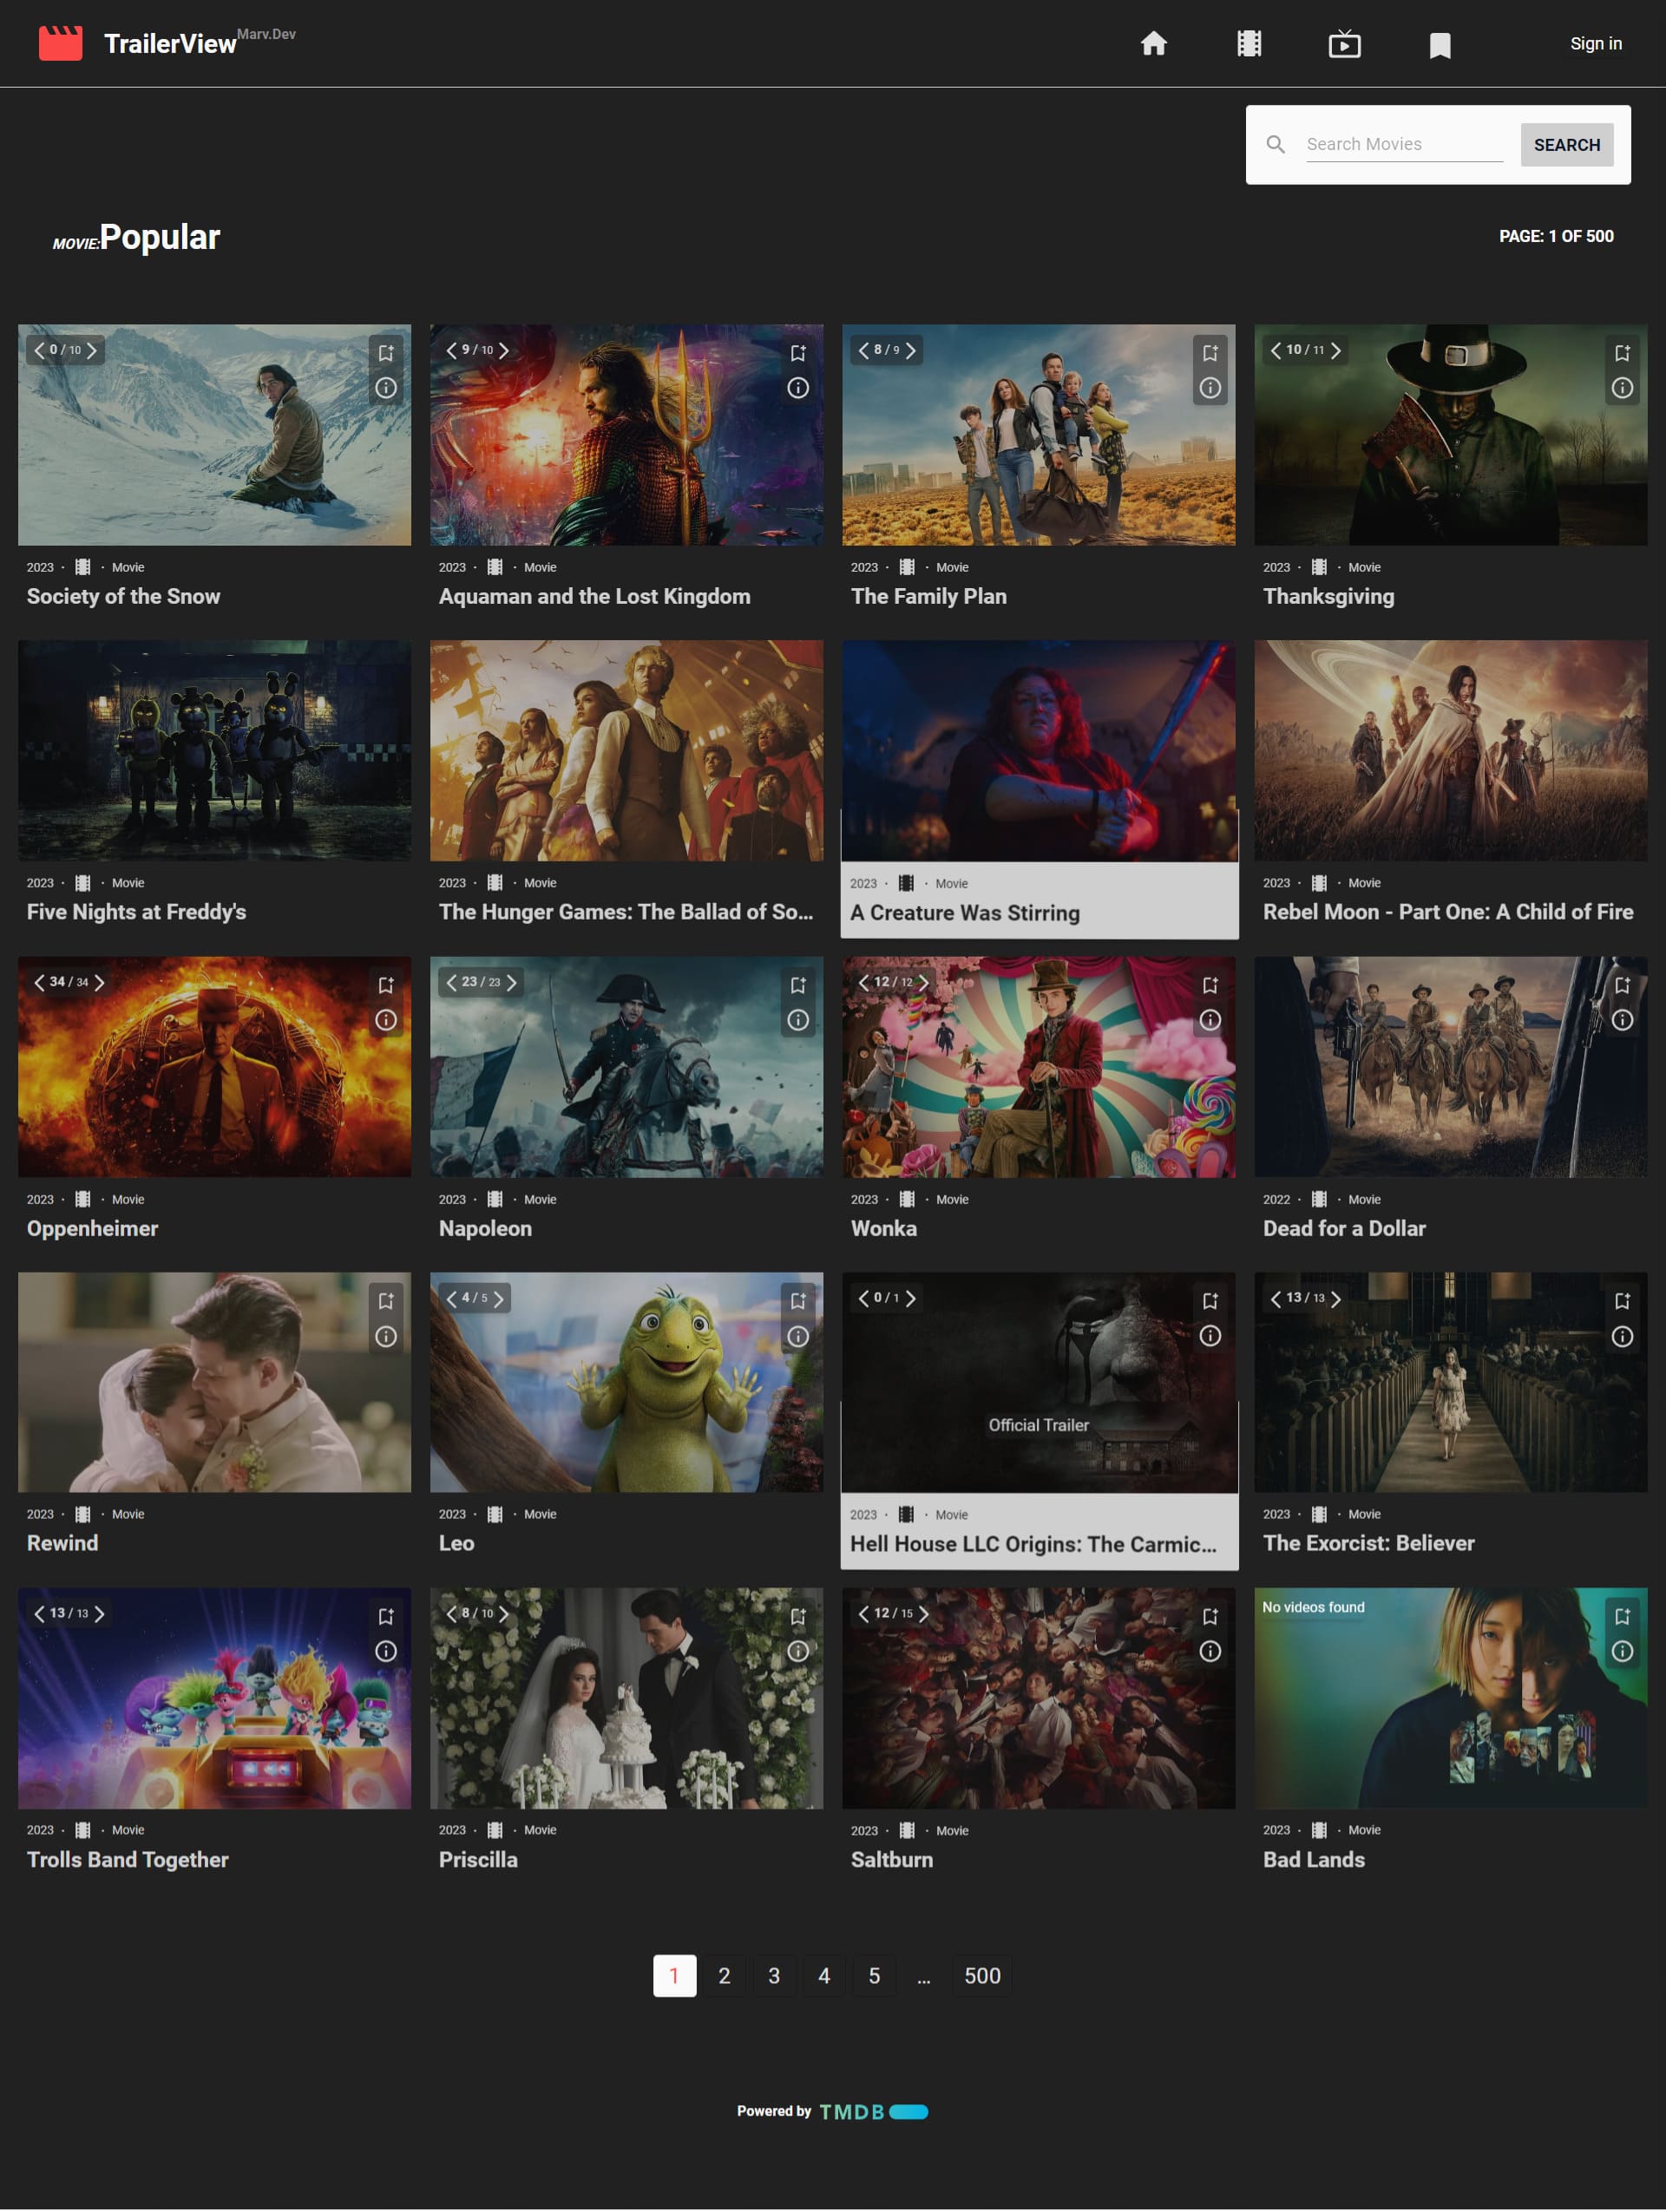 TrailerView Marv.Dev
Sign in
Search Movies
SEARCH
MOVIE:Popular
PAGE: 1 OF 500
0 / 10
9 / 10
8 / 9
10 / 11
2023 · · Movie
Society of the Snow
2023 · · Movie
Aquaman and the Lost Kingdom
2023 · · Movie
The Family Plan
2023 · · Movie
Thanksgiving
2023 · · Movie
Five Nights at Freddy's
2023 · · Movie
The Hunger Games: The Ballad of So...
2023 · · Movie
A Creature Was Stirring
2023 · · Movie
Rebel Moon - Part One: A Child of Fire
34 / 34
23 / 23
12 / 12
2023 · · Movie
Oppenheimer
2023 · · Movie
Napoleon
2023 · · Movie
Wonka
2022 · · Movie
Dead for a Dollar
4 / 5
0 / 1
13 / 13
Official Trailer
2023 · · Movie
Rewind
2023 · · Movie
Leo
2023 · · Movie
Hell House LLC Origins: The Carmic...
2023 · · Movie
The Exorcist: Believer
13 / 13
8 / 10
12 / 15
No videos found
2023 · · Movie
Trolls Band Together
2023 · · Movie
Priscilla
2023 · · Movie
Saltburn
2023 · · Movie
Bad Lands
1 2 3 4 5 ... 500
Powered by TMDB